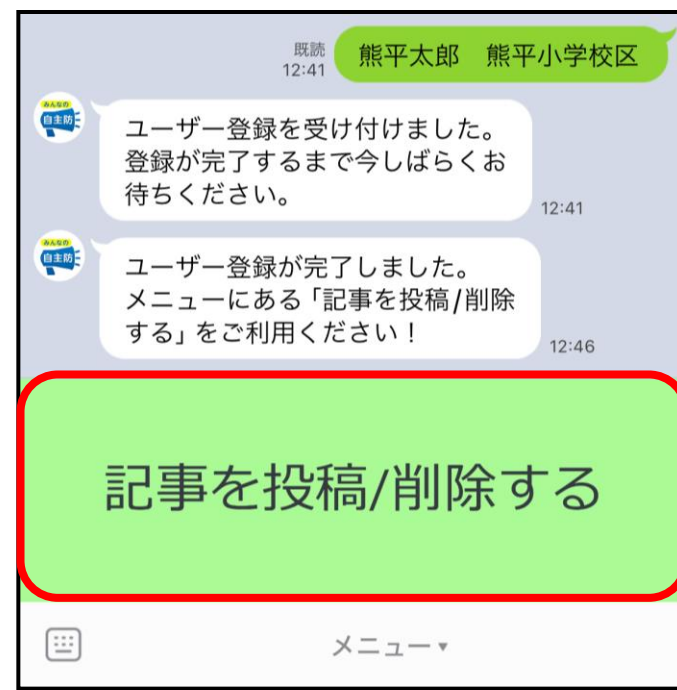 既読
12:41
熊平太郎　熊平小学校区
みんなの
自主防
ユーザー登録を受け付けました。
登録が完了するまで今しばらくお
待ちください。
12:41
みんなの
自主防
ユーザー登録が完了しました。
メニューにある「記事を投稿/削除
する」をご利用ください！
12:46
記事を投稿/削除する
メニュー▾